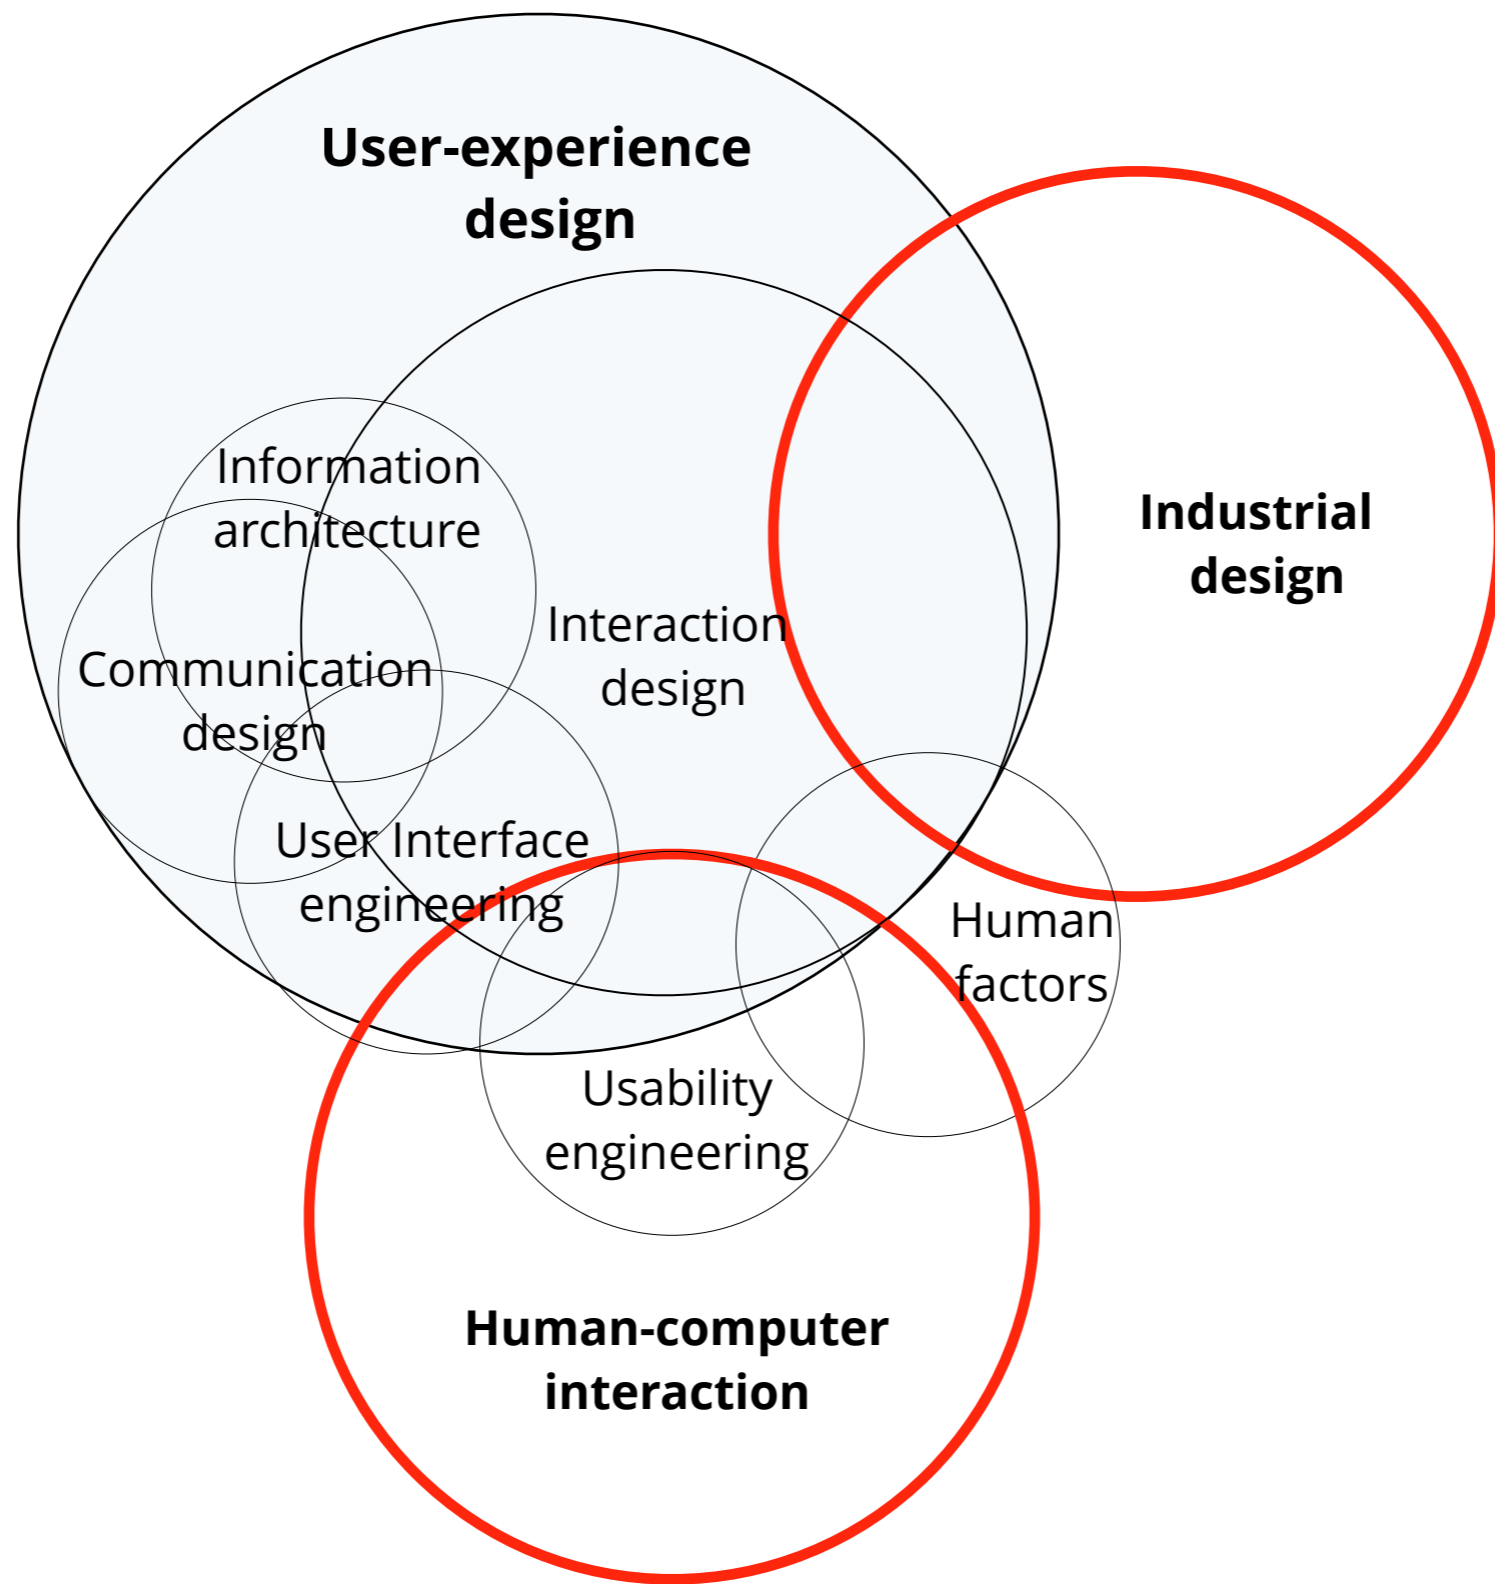 User-experience
design
Information
architecture
Industrial
design
Interaction
design
Communication
design
User Interface
engineering
Human
factors
Usability
engineering
Human-computer
interaction